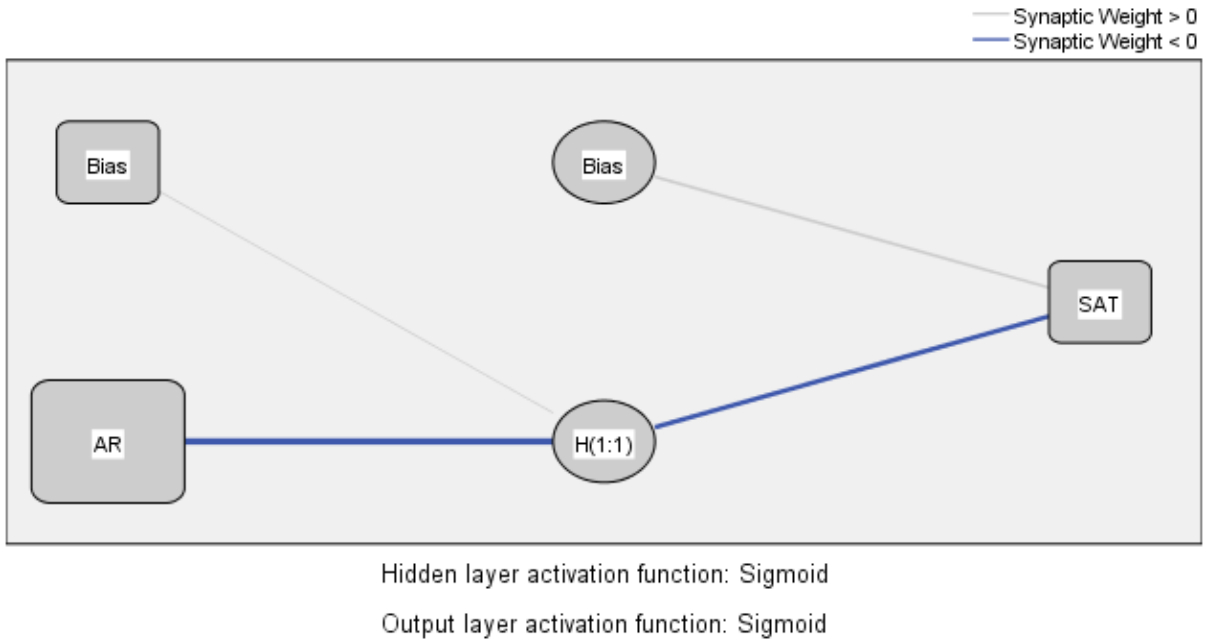 Synaptic Weight > 0
Synaptic Weight < 0
Bias
Bias
SAT
AR
H(1:1)
Hidden layer activation function: Sigmoid
Output layer activation function: Sigmoid